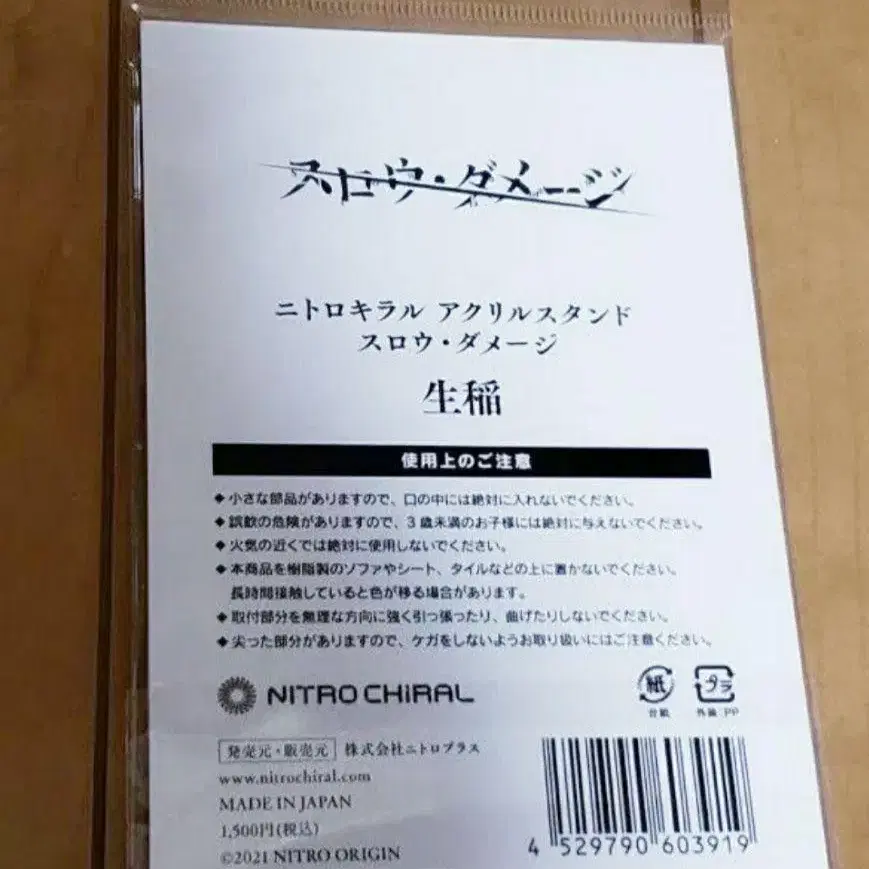 スロウ・ダメージ
ニトロキラル アクリルスタンド
スロウ・ダメージ
生稲
使用上のご注意
◆小さな部品がありますので、口の中には絶対に入れないでください。
◆誤飲の危険がありますので、3歳未満のお子様には絶対に与えないでください。
◆火気の近くでは絶対に使用しないでください。
◆本商品を樹脂製のソファやシート、タイルなどの上に置かないでください。
長時間接触していると色が移る場合があります。
◆取付部分を無理な方向に強く引っ張ったり、曲げたりしないでください。
◆尖った部分がありますので、ケガをしないようお取り扱いにはご注意ください。
NITRO CHiRAL
紙 プラ
台紙 外装:PP
発売元・販売元 株式会社ニトロプラス
www.nitrochiral.com
MADE IN JAPAN
1,500円(税込)
©2021 NITRO ORIGIN
4 529790 603919